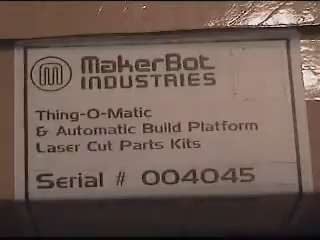 MakerBot
INDUSTRIES
Thing-O-Matic
& Automatic Build Platform
Laser Cut Parts Kits
Serial # 004045